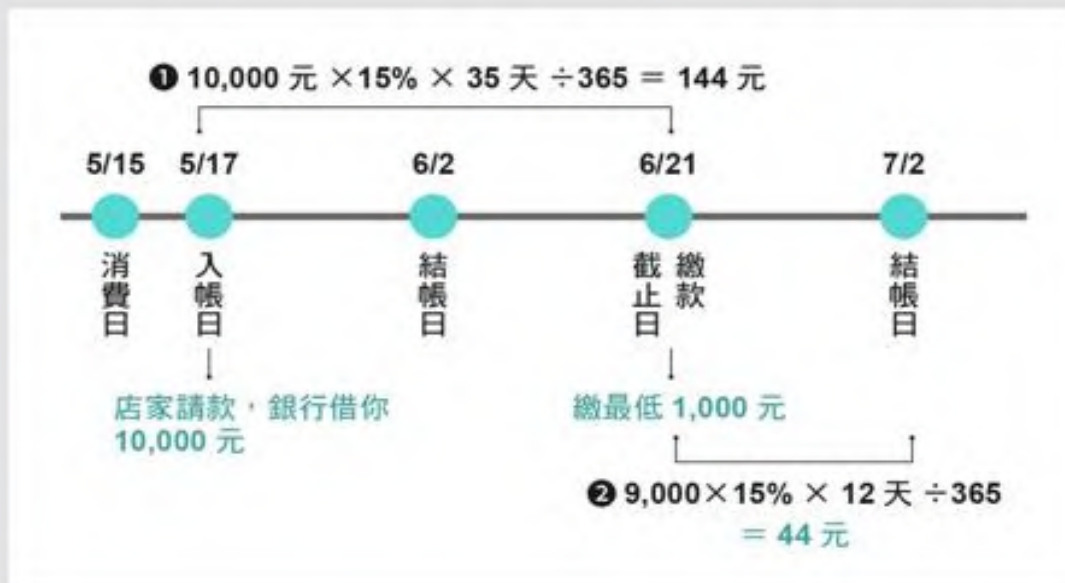 ❶ 10,000 元 ×15% × 35 天 ÷365 = 144 元
5/15
5/17
6/2
6/21
7/2
消費日
入帳日
結帳日
繳款
截止日
結帳日
店家請款，銀行借你
10,000 元
繳最低 1,000 元
❷ 9,000×15% × 12 天 ÷365
= 44 元